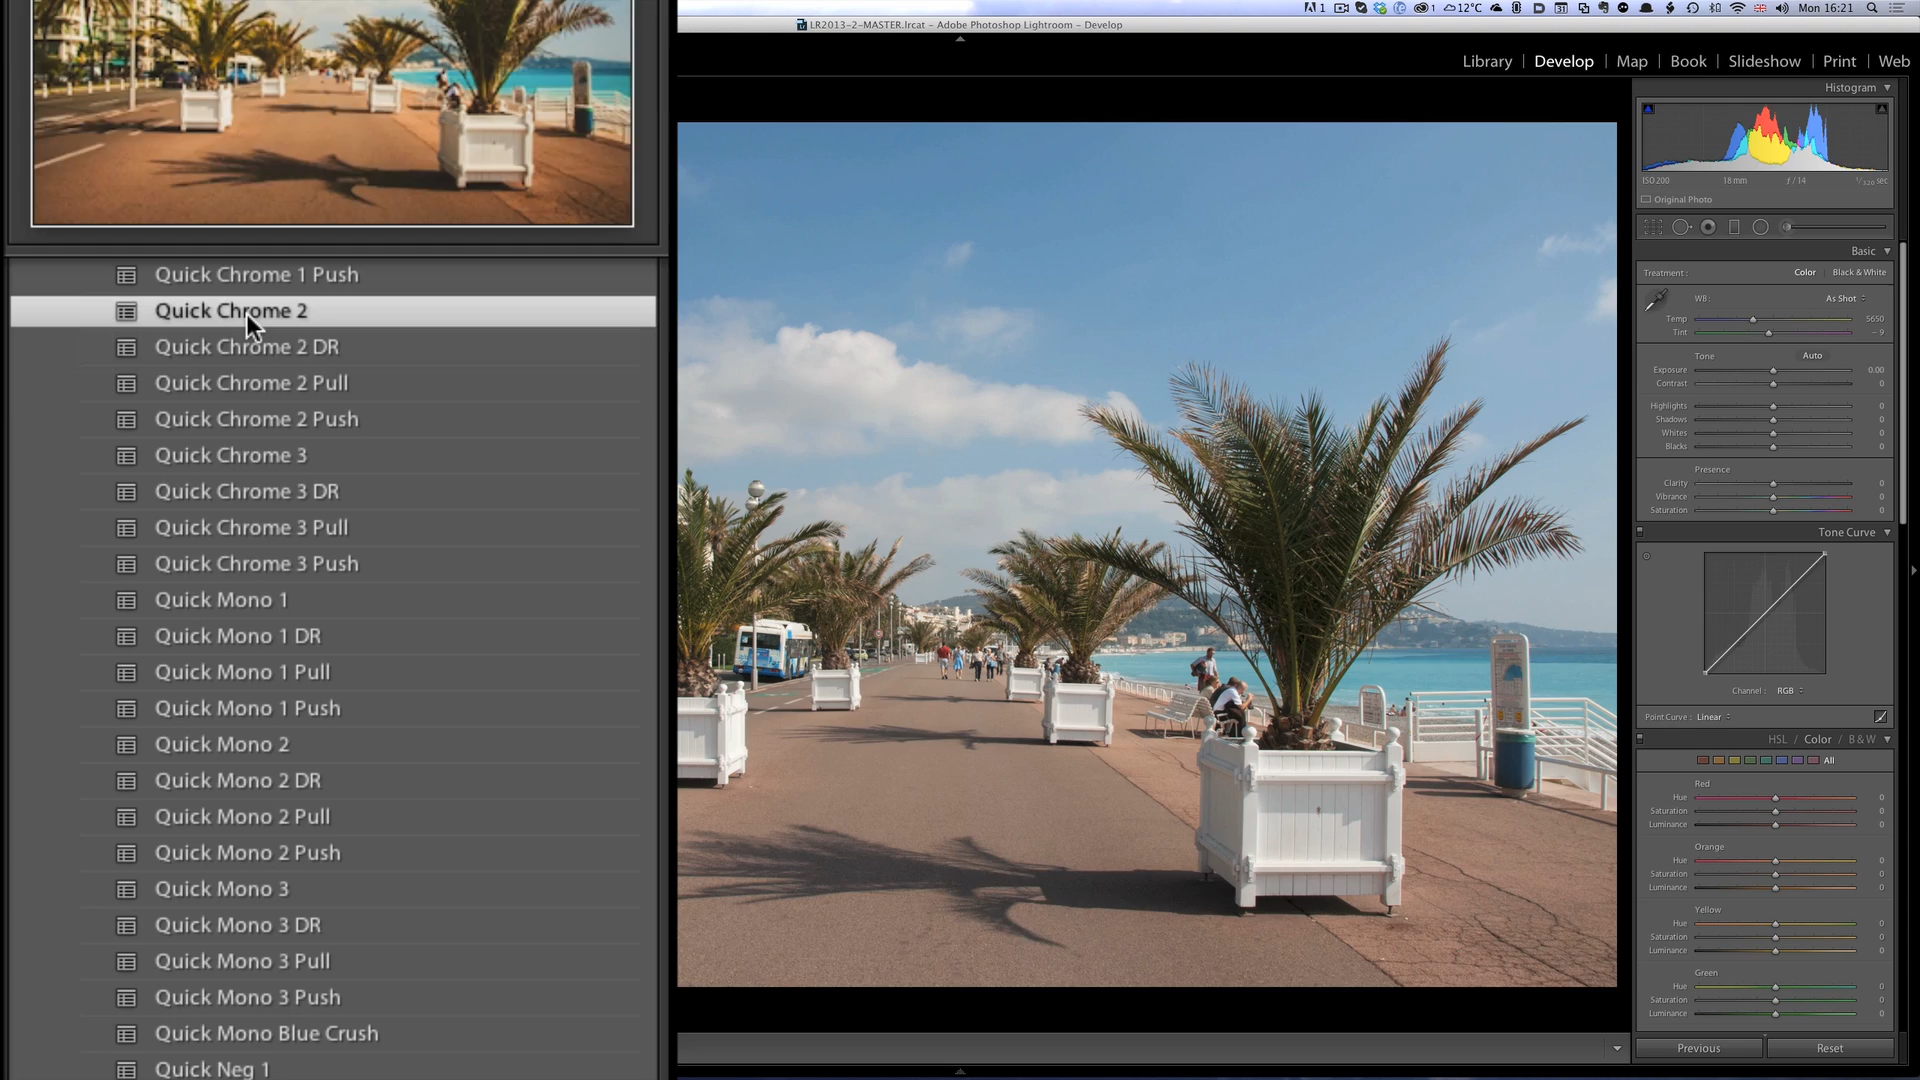 1
1
12°C
31
Mon 16:21
LR2013-2-MASTER.lrcat – Adobe Photoshop Lightroom – Develop
Library | Develop | Map | Book | Slideshow | Print | Web
Histogram
ISO 200 18 mm ƒ / 14 1/320 sec
Original Photo
Basic
Treatment : Color Black & White
WB : As Shot
Temp 5650
Tint – 9
Tone Auto
Exposure 0.00
Contrast 0
Highlights 0
Shadows 0
Whites 0
Blacks 0
Presence
Clarity 0
Vibrance 0
Saturation 0
Tone Curve
Channel : RGB
Point Curve : Linear
HSL / Color / B & W
All
Red
Hue 0
Saturation 0
Luminance 0
Orange
Hue 0
Saturation 0
Luminance 0
Yellow
Hue 0
Saturation 0
Luminance 0
Green
Hue 0
Saturation 0
Luminance 0
Previous Reset
Quick Chrome 1 Push
Quick Chrome 2
Quick Chrome 2 DR
Quick Chrome 2 Pull
Quick Chrome 2 Push
Quick Chrome 3
Quick Chrome 3 DR
Quick Chrome 3 Pull
Quick Chrome 3 Push
Quick Mono 1
Quick Mono 1 DR
Quick Mono 1 Pull
Quick Mono 1 Push
Quick Mono 2
Quick Mono 2 DR
Quick Mono 2 Pull
Quick Mono 2 Push
Quick Mono 3
Quick Mono 3 DR
Quick Mono 3 Pull
Quick Mono 3 Push
Quick Mono Blue Crush
Quick Neg 1